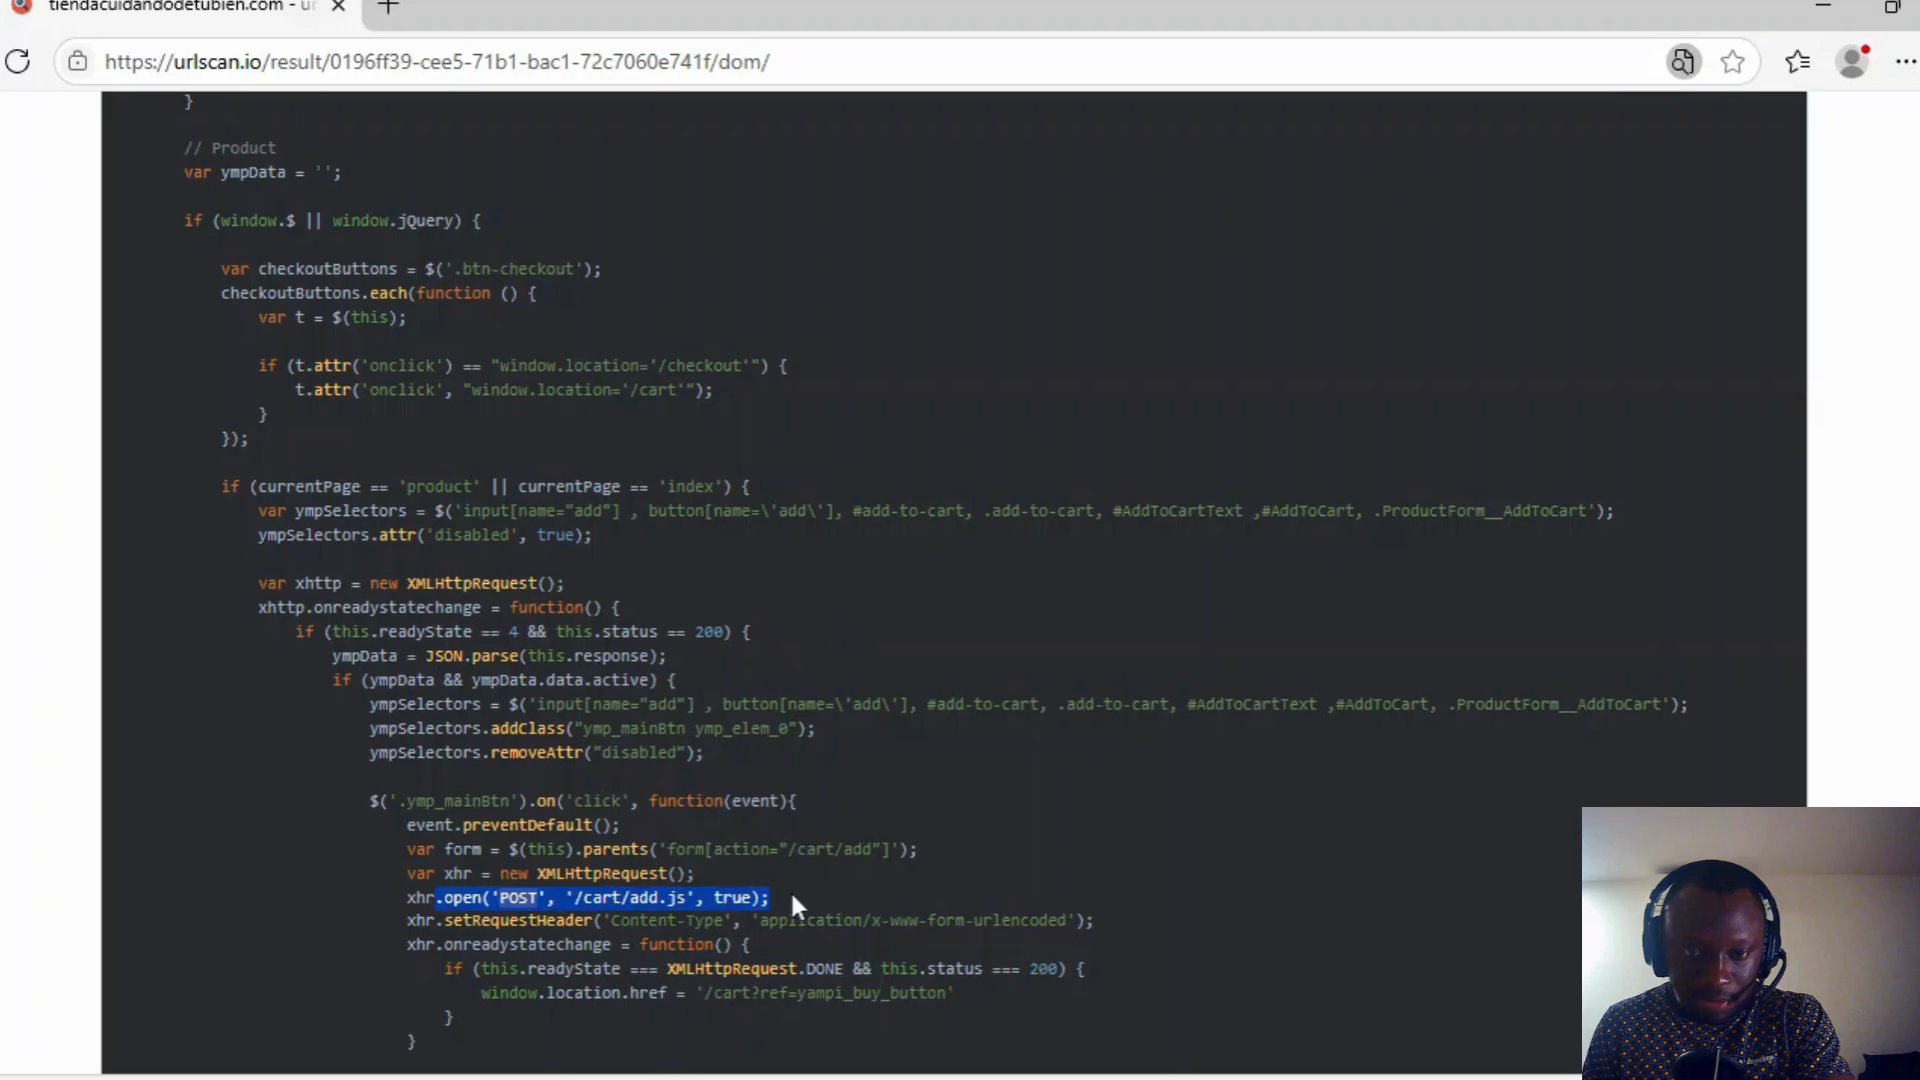 tiendacuidandodetubien.com - ur
https://urlscan.io/result/0196ff39-cee5-71b1-bac1-72c7060e741f/dom/
}
// Product
var ympData = '';
if (window.$ || window.jQuery) {
var checkoutButtons = $('.btn-checkout');
checkoutButtons.each(function () {
var t = $(this);
if (t.attr('onclick') == "window.location='/checkout'") {
t.attr('onclick', "window.location='/cart'");
}
});
if (currentPage == 'product' || currentPage == 'index') {
var ympSelectors = $('input[name="add"] , button[name=\'add\'], #add-to-cart, .add-to-cart, #AddToCartText ,#AddToCart, .ProductForm__AddToCart');
ympSelectors.attr('disabled', true);
var xhttp = new XMLHttpRequest();
xhttp.onreadystatechange = function() {
if (this.readyState == 4 && this.status == 200) {
ympData = JSON.parse(this.response);
if (ympData && ympData.data.active) {
ympSelectors = $('input[name="add"] , button[name=\'add\'], #add-to-cart, .add-to-cart, #AddToCartText ,#AddToCart, .ProductForm__AddToCart');
ympSelectors.addClass("ymp_mainBtn ymp_elem_0");
ympSelectors.removeAttr("disabled");
$('.ymp_mainBtn').on('click', function(event){
event.preventDefault();
var form = $(this).parents('form[action="/cart/add"]');
var xhr = new XMLHttpRequest();
xhr.open('POST', '/cart/add.js', true);
xhr.setRequestHeader('Content-Type', 'application/x-www-form-urlencoded');
xhr.onreadystatechange = function() {
if (this.readyState === XMLHttpRequest.DONE && this.status === 200) {
window.location.href = '/cart?ref=yampi_buy_button'
}
}